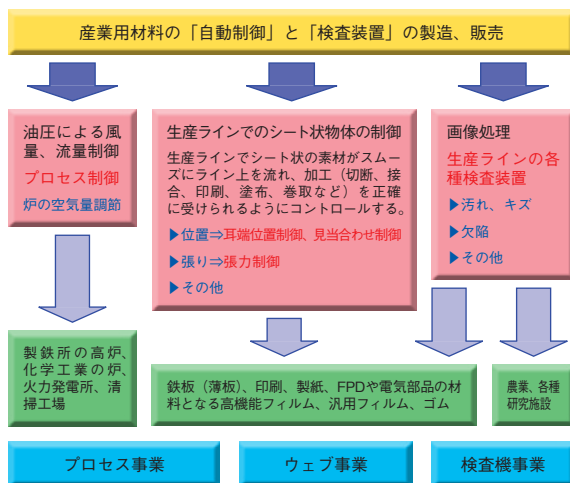 産業用材料の「自動制御」と「検査装置」の製造、販売
油圧による風
量、流量制御
プロセス制御
炉の空気量調節
生産ラインでのシート状物体の制御
生産ラインでシート状の素材がスムー
ズにライン上を流れ、加工（切断、接
合、印刷、塗布、巻取など）を正確
に受けられるようにコントロールする。
▶位置⇒耳端位置制御、見当合わせ制御
▶張り⇒張力制御
▶その他
画像処理
生産ラインの各
種検査装置
▶汚れ、キズ
▶欠陥
▶その他
製鉄所の高炉、
化学工業の炉、
火力発電所、清
掃工場
鉄板（薄板）、印刷、製紙、FPDや電気部品の材
料となる高機能フィルム、汎用フィルム、ゴム
農業、各種
研究施設
プロセス事業
ウェブ事業
検査機事業